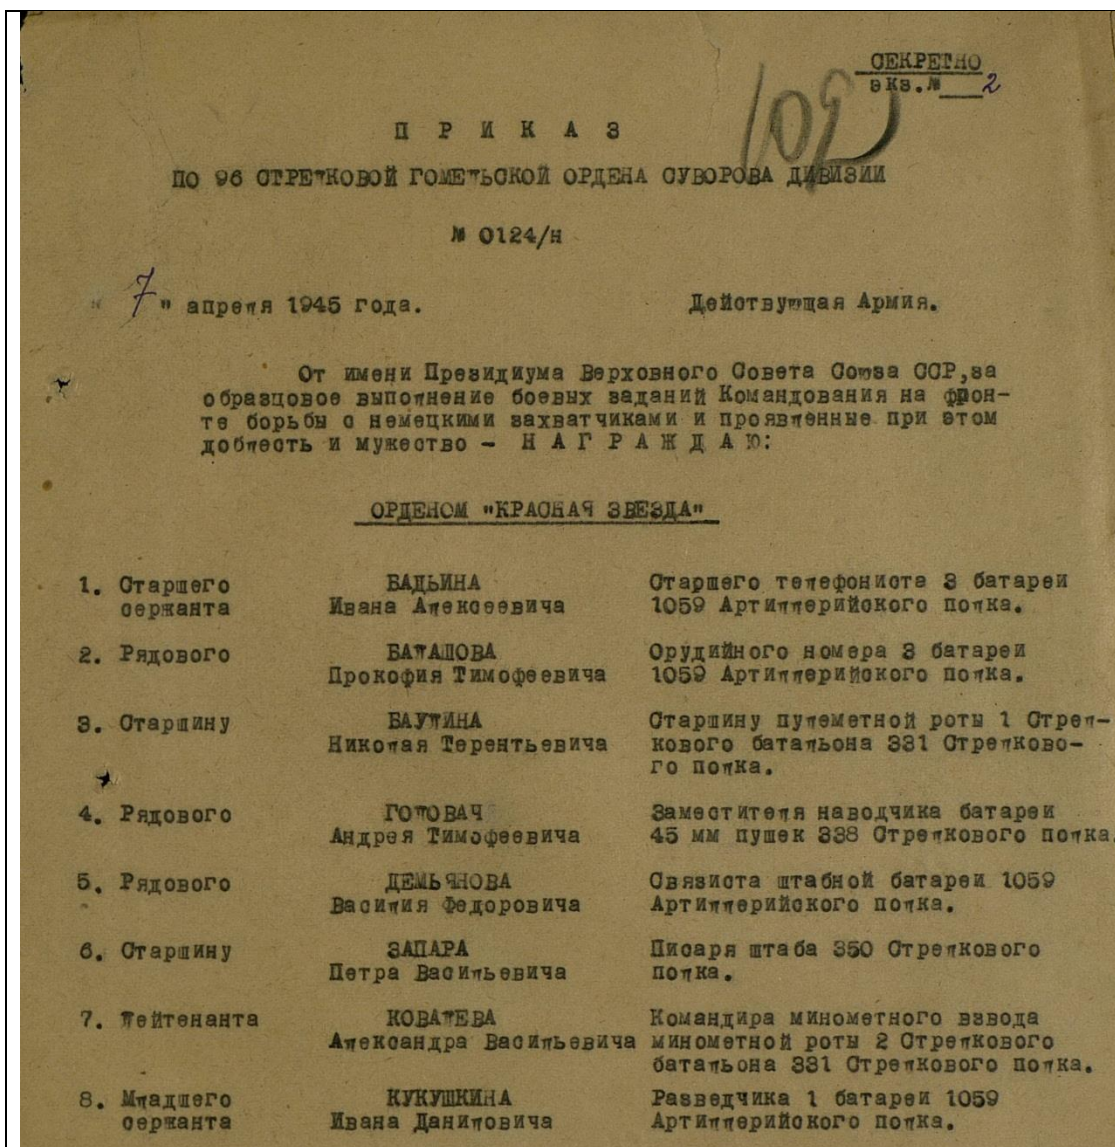 СЕКРЕТНО
экз.№ 2
П Р И К А З
ПО 96 СТРЕЛКОВОЙ ГОМЕЛЬСКОЙ ОРДЕНА СУВОРОВА ДИВИЗИИ
№ 0124/н
"7" апреля 1945 года. Действующая Армия.
От имени Президиума Верховного Совета Союза ССР,за
образцовое выполнение боевых заданий Командования на фрон-
те борьбы с немецкими захватчиками и проявленные при этом
доблесть и мужество - Н А Г Р А Ж Д А Ю:
ОРДЕНОМ "КРАСНАЯ ЗВЕЗДА"
1. Старшего БАДЬИНА Старшего телефониста 3 батареи
сержанта Ивана Алексеевича 1059 Артиллерийского полка.
2. Рядового БАЛАШОВА Орудийного номера 3 батареи
Прокофия Тимофеевича 1059 Артиллерийского полка.
3. Старшину БАУЛИНА Старшину пулеметной роты 1 Стрел-
Николая Терентьевича кового батальона 331 Стрелково-
го полка.
4. Рядового ГОЛОВАЧ Заместителя наводчика батареи
Андрея Тимофеевича 45 мм пушек 338 Стрелкового полка.
5. Рядового ДЕМЬЯНОВА Связиста штабной батареи 1059
Василия Федоровича Артиллерийского полка.
6. Старшину ЗАПАРА Писаря штаба 350 Стрелкового
Петра Васильевича полка.
7. Лейтенанта КОВАЛЕВА Командира минометного взвода
Александра Васильевича минометной роты 2 Стрелкового
батальона 331 Стрелкового полка.
8. Младшего КУКУШКИНА Разведчика 1 батареи 1059
сержанта Ивана Даниловича Артиллерийского полка.